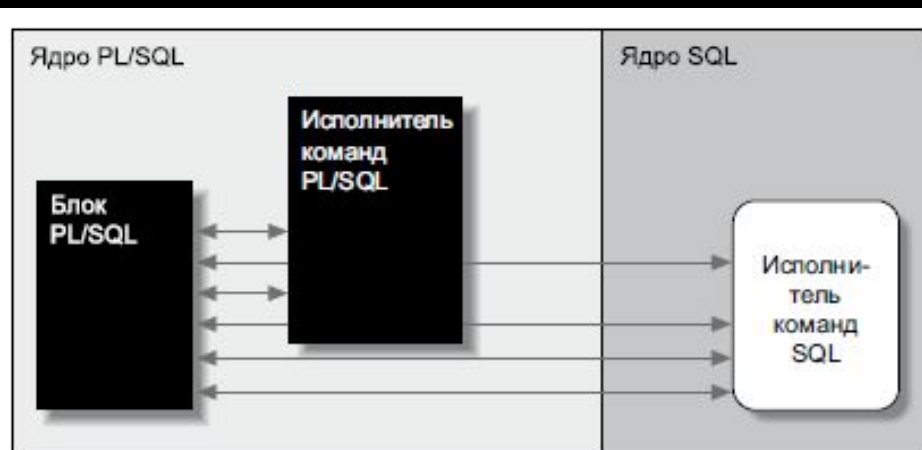 Ядро PL/SQL
Ядро SQL
Исполнитель
команд
PL/SQL
Блок
PL/SQL
Исполни-
тель
команд
SQL